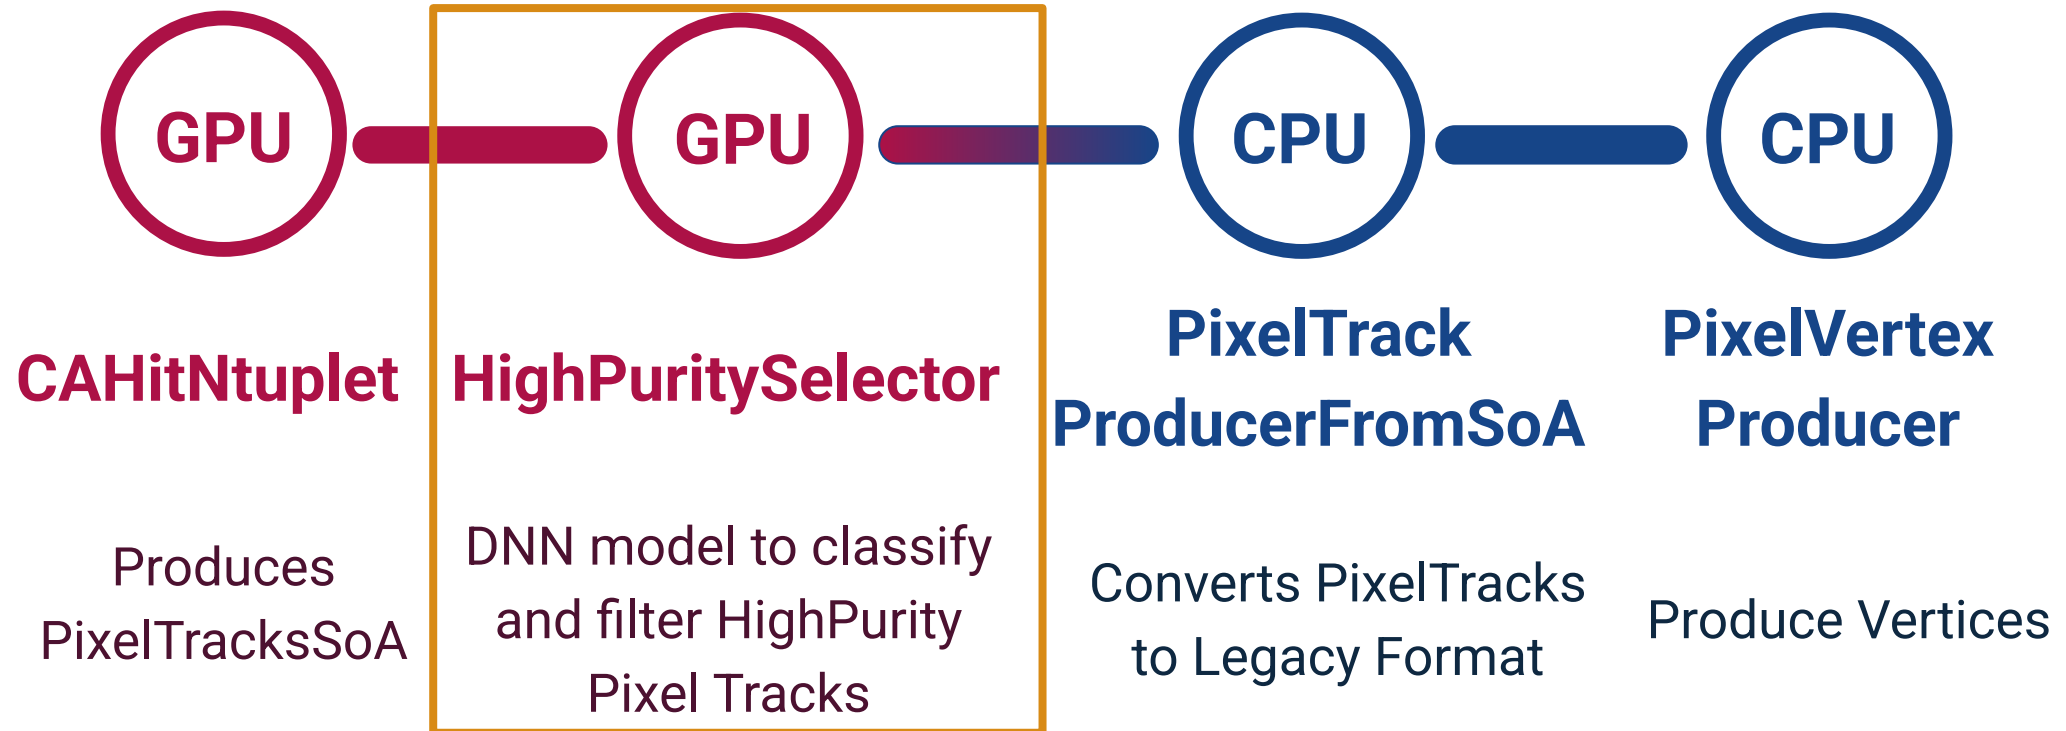 GPU
GPU
CPU
CPU
CAHitNtuplet
HighPuritySelector
PixelTrack
ProducerFromSoA
PixelVertex
Producer
Produces
PixelTracksSoA
DNN model to classify
and filter HighPurity
Pixel Tracks
Converts PixelTracks
to Legacy Format
Produce Vertices